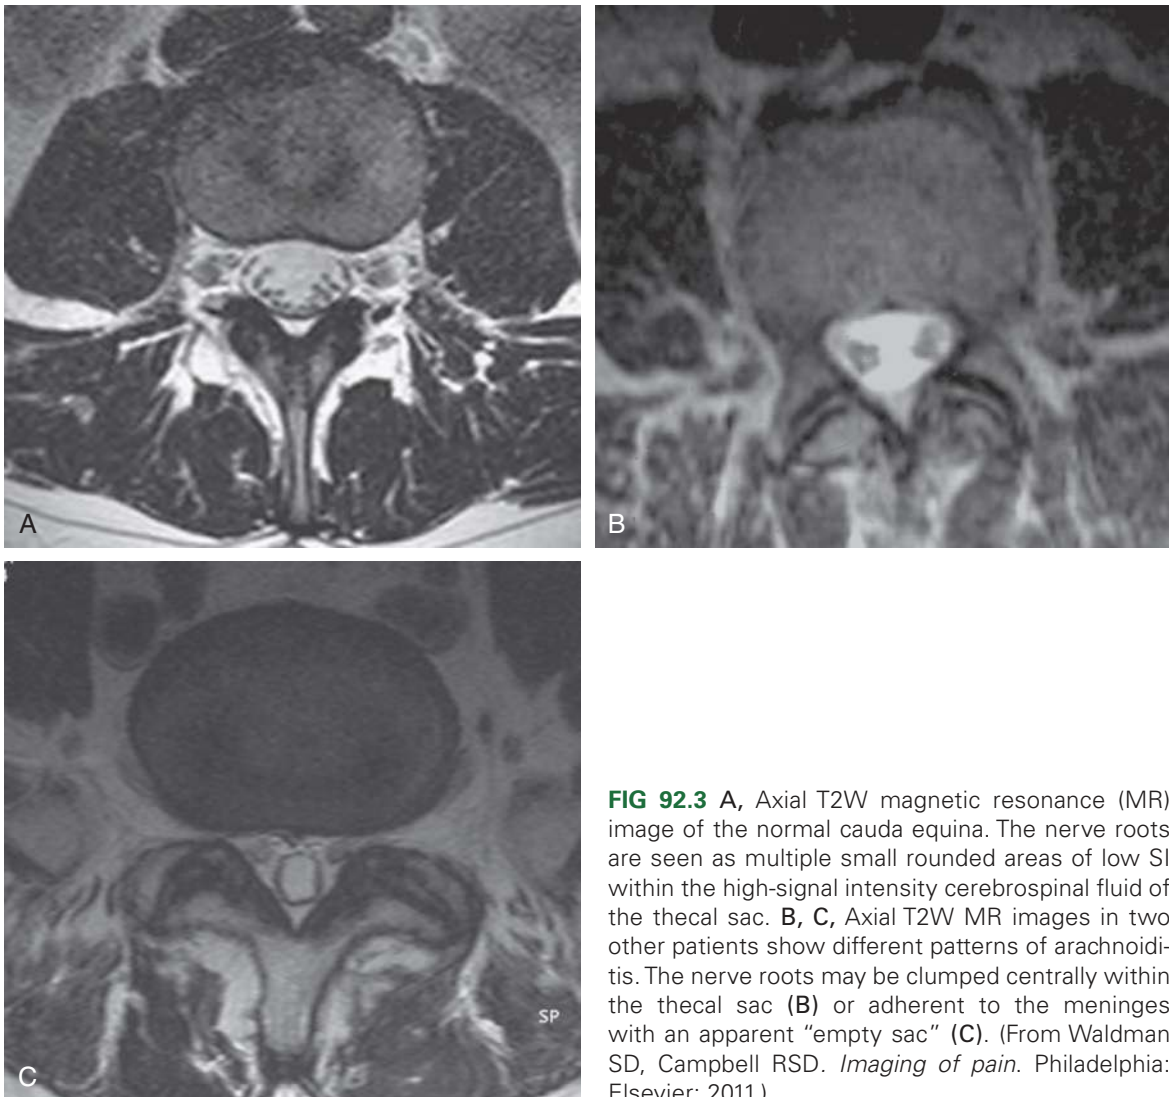 A
B
C
SP
FIG 92.3 A, Axial T2W magnetic resonance (MR)
image of the normal cauda equina. The nerve roots
are seen as multiple small rounded areas of low SI
within the high-signal intensity cerebrospinal fluid of
the thecal sac. B, C, Axial T2W MR images in two
other patients show different patterns of arachnoidi-
tis. The nerve roots may be clumped centrally within
the thecal sac (B) or adherent to the meninges
with an apparent “empty sac” (C). (From Waldman
SD, Campbell RSD. Imaging of pain. Philadelphia:
Elsevier; 2011.)